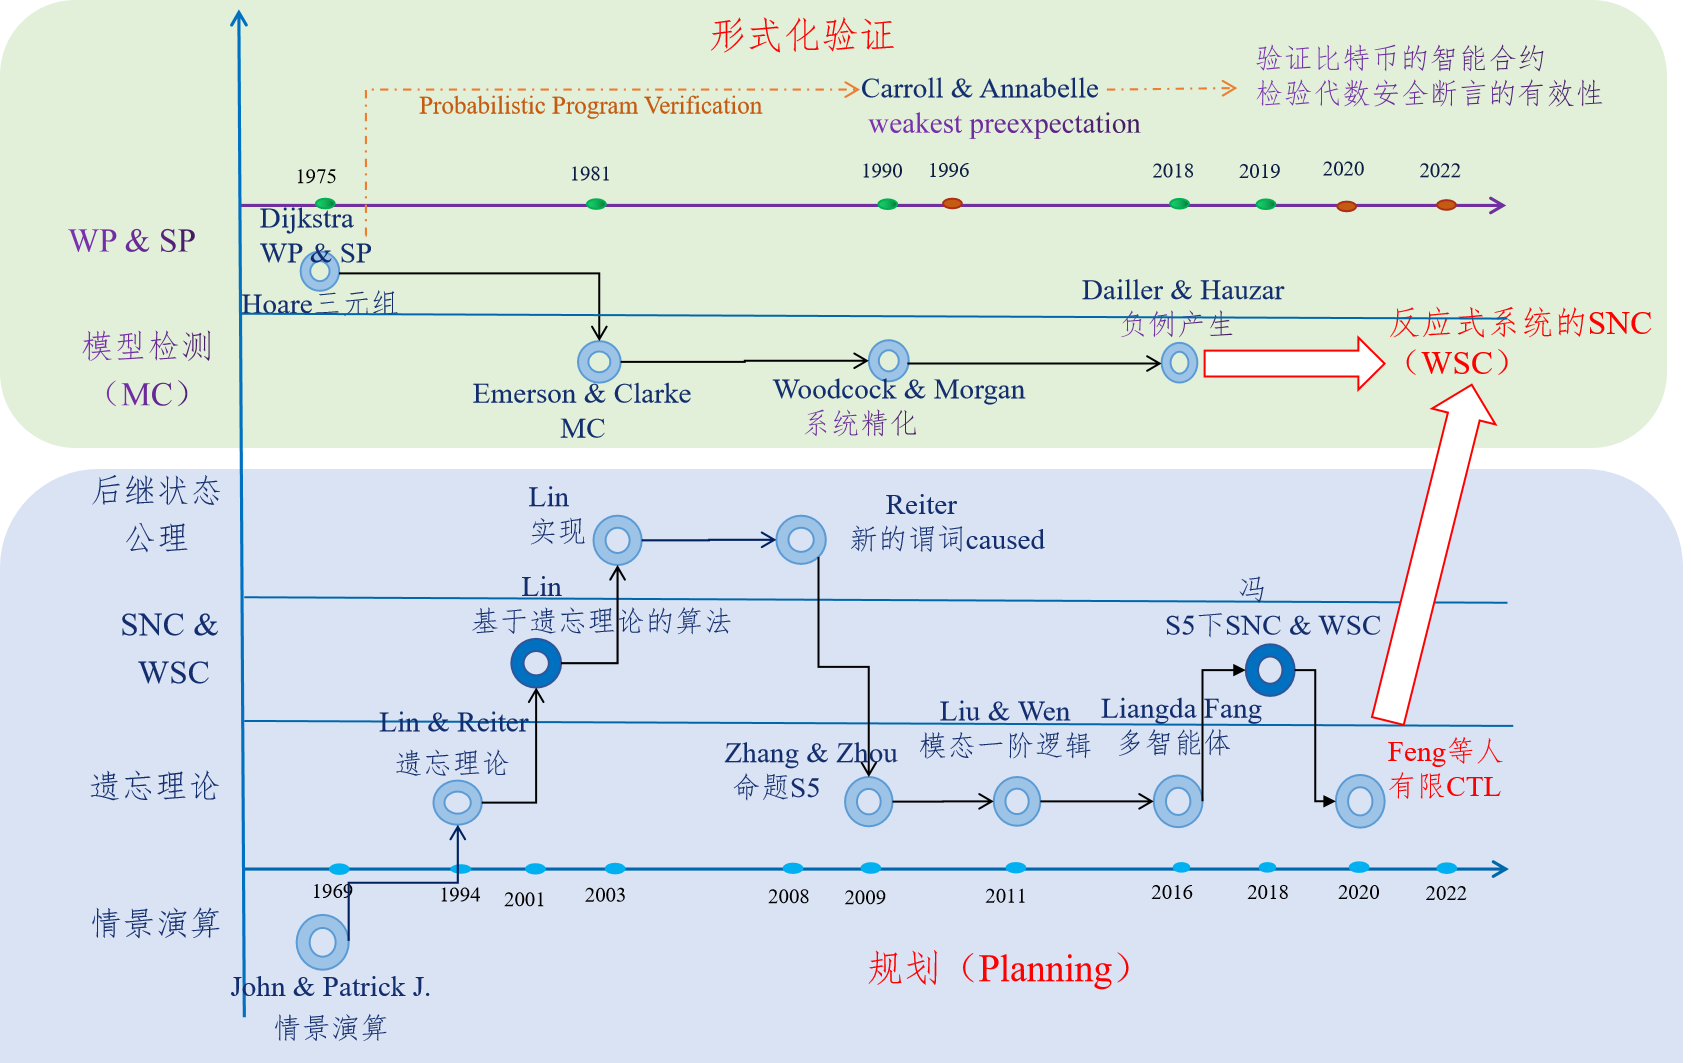 形式化验证
验证比特币的智能合约
检验代数安全断言的有效性
Carroll & Annabelle
weakest preexpectation
Probabilistic Program Verification
1975
1981
1990
1996
2018
2019
2020
2022
WP & SP
Dijkstra
WP & SP
Hoare三元组
模型检测
（MC）
Emerson & Clarke
MC
Woodcock & Morgan
系统精化
Dailler & Hauzar
负例产生
反应式系统的SNC
（WSC）
后继状态
公理
Lin
实现
Reiter
新的谓词caused
SNC &
WSC
Lin
基于遗忘理论的算法
冯
S5下SNC & WSC
遗忘理论
Lin & Reiter
遗忘理论
Zhang & Zhou
命题S5
Liu & Wen
模态一阶逻辑
Liangda Fang
多智能体
Feng等人
有限CTL
1969
1994
2001
2003
2008
2009
2011
2016
2018
2020
2022
情景演算
John & Patrick J.
情景演算
规划（Planning）